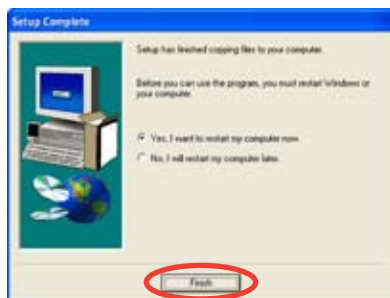 Setup Complete
Setup has finished copying files to your computer.
Before you can use the program, you must restart Windows or
your computer.
Yes, I want to restart my computer now.
No, I will restart my computer later.
Finish